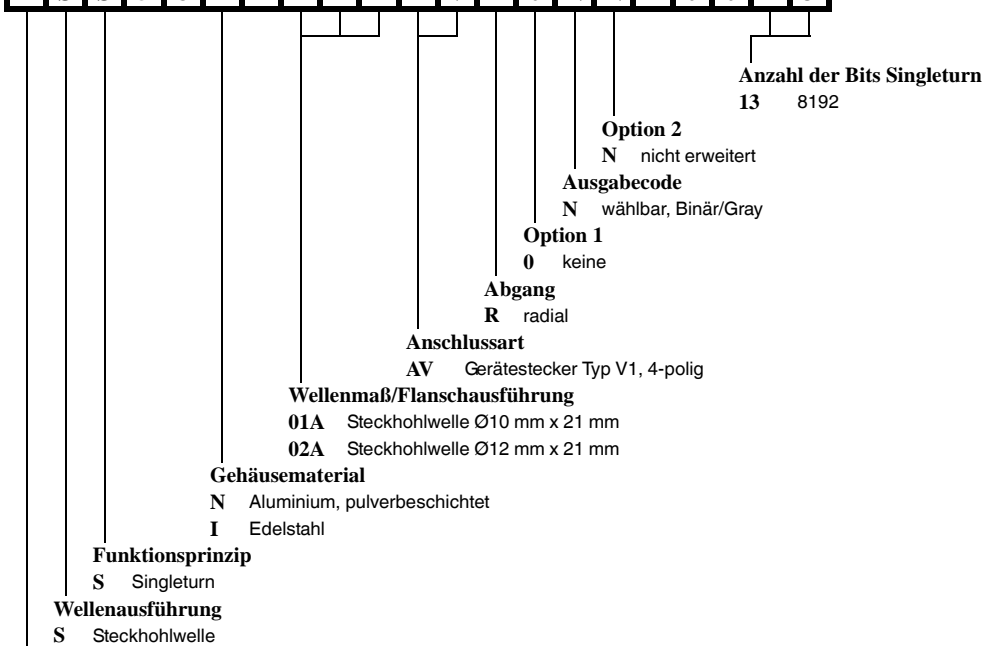 Anzahl der Bits Singleturn
13 8192
Option 2
N nicht erweitert
Ausgabecode
N wählbar, Binär/Gray
Option 1
0 keine
Abgang
R radial
Anschlussart
AV Gerätestecker Typ V1, 4-polig
Wellenmaß/Flanschausführung
01A Steckhohlwelle Ø10 mm x 21 mm
02A Steckhohlwelle Ø12 mm x 21 mm
Gehäusematerial
N Aluminium, pulverbeschichtet
I Edelstahl
Funktionsprinzip
S Singleturn
Wellenausführung
S Steckhohlwelle